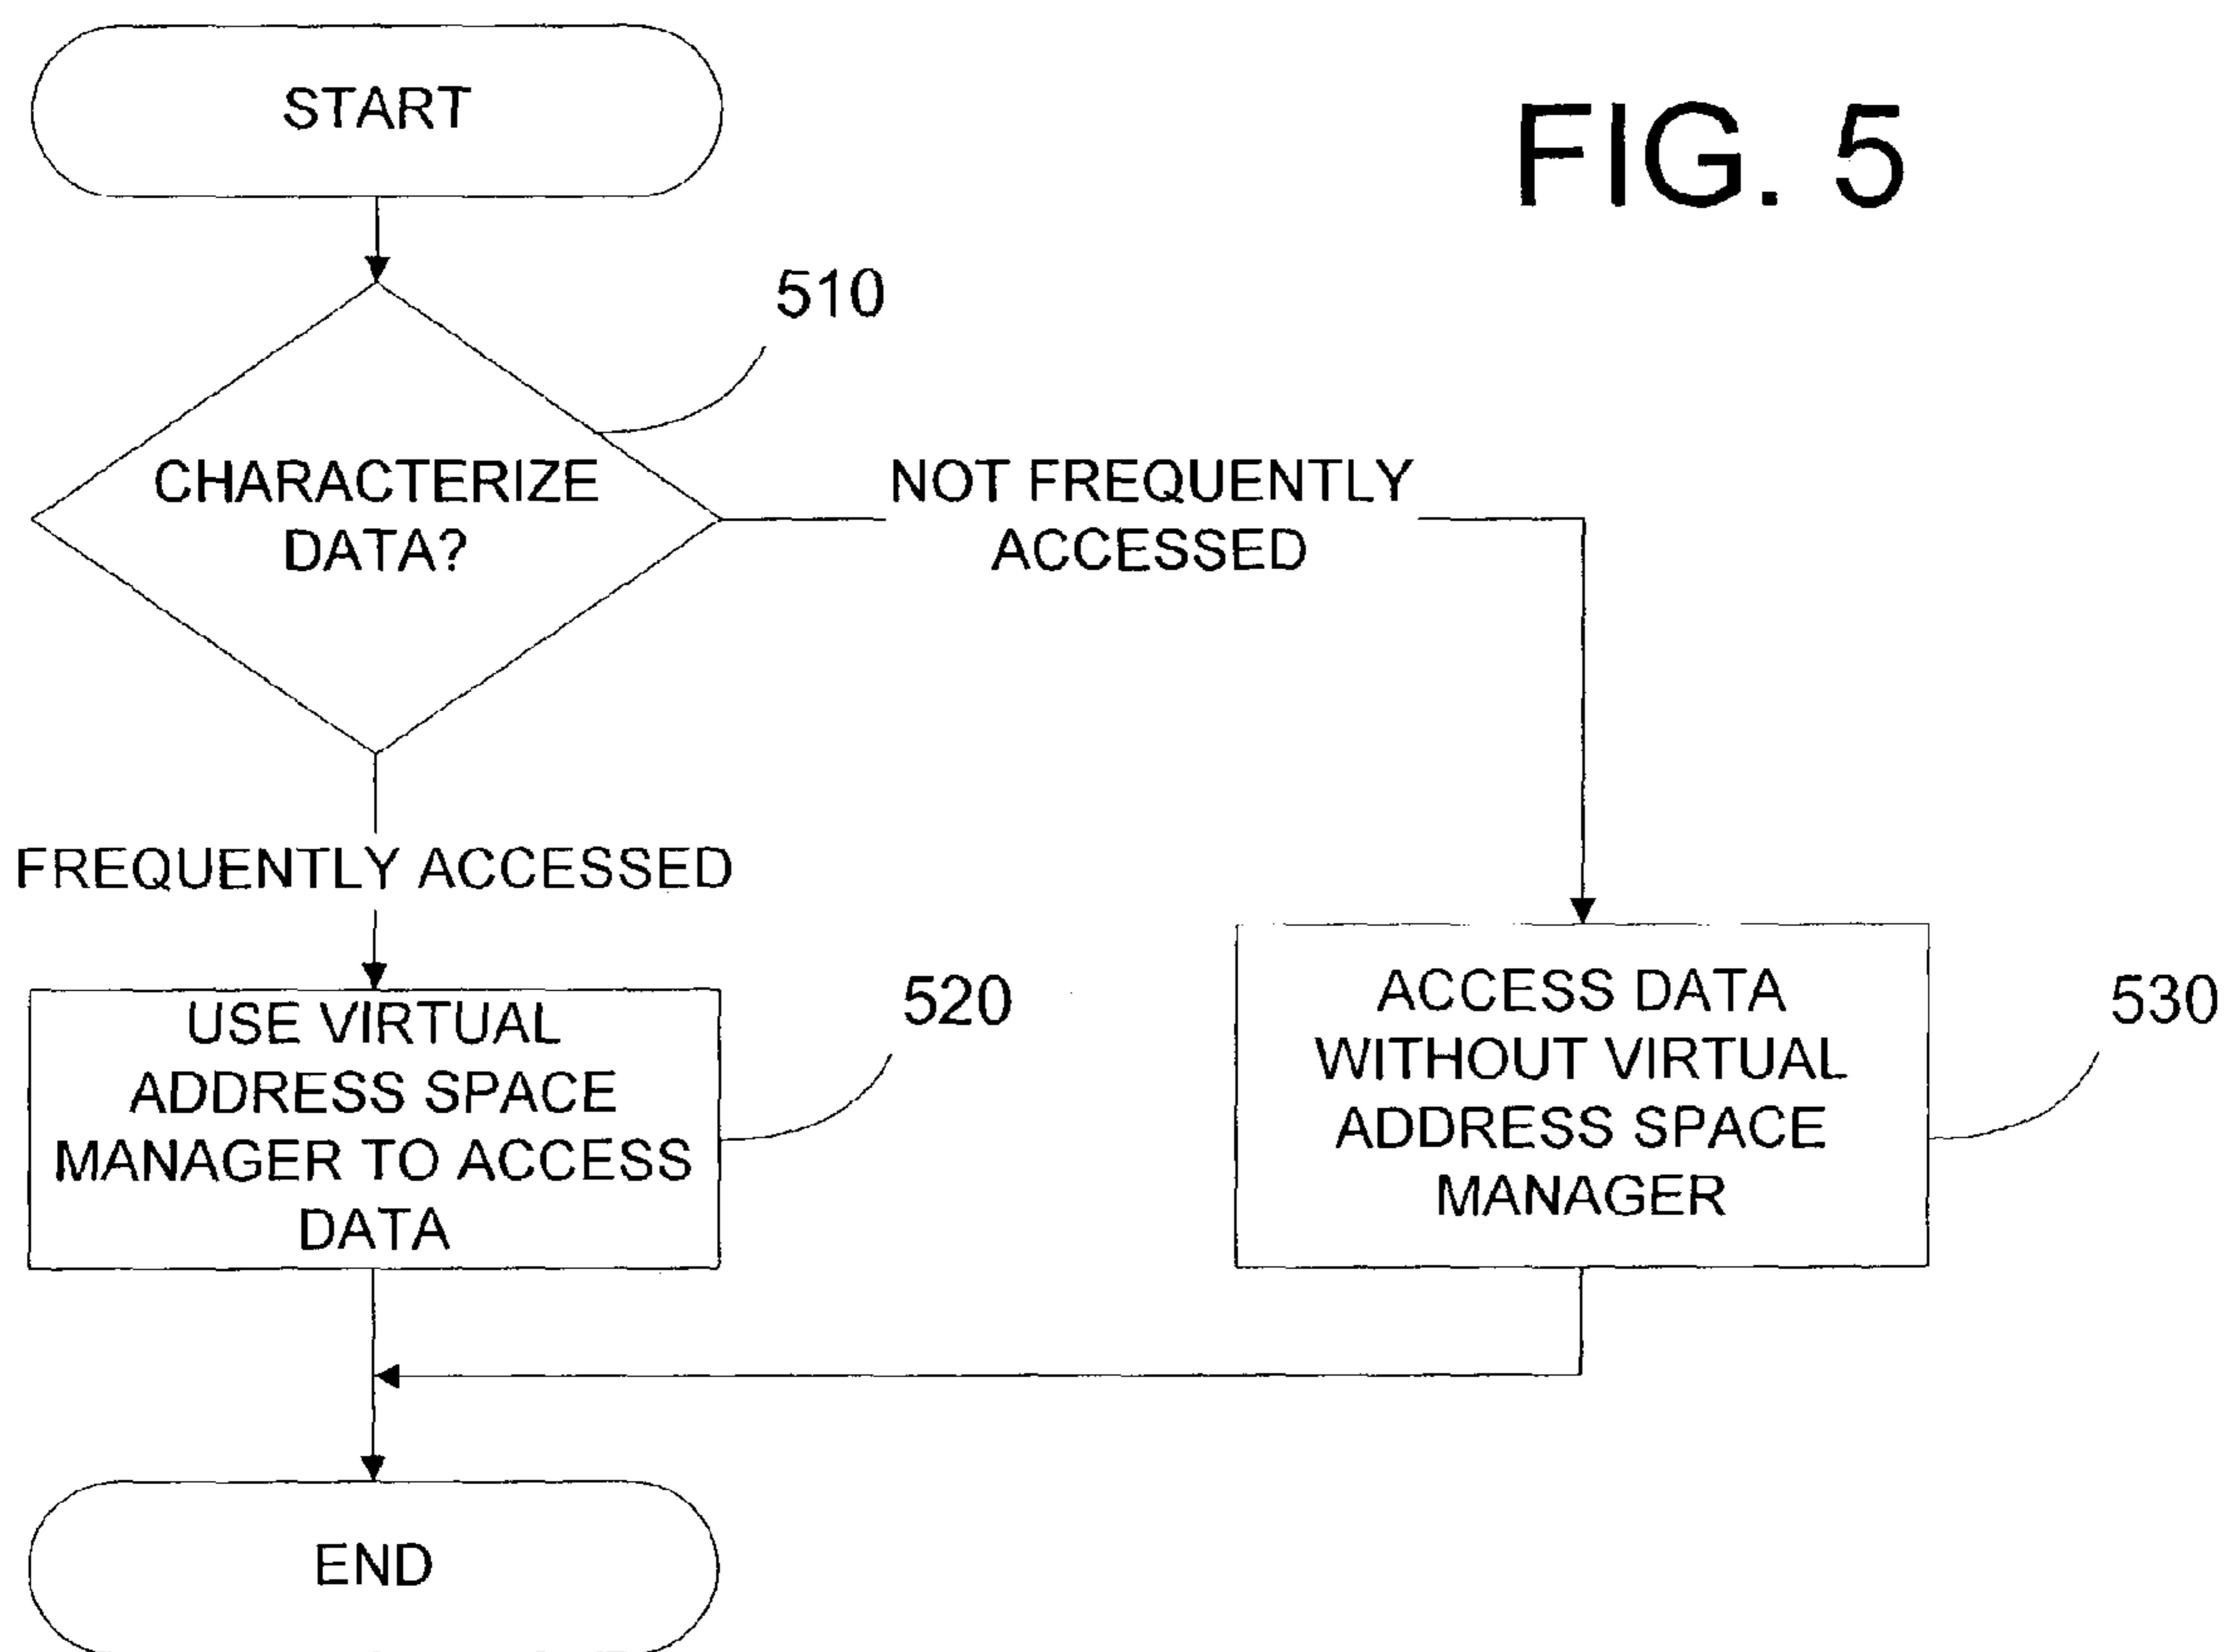 START
FIG. 5
510
CHARACTERIZE
DATA?
NOT FREQUENTLY
ACCESSED
FREQUENTLY ACCESSED
USE VIRTUAL
ADDRESS SPACE
MANAGER TO ACCESS
DATA
520
ACCESS DATA
WITHOUT VIRTUAL
ADDRESS SPACE
MANAGER
530
END